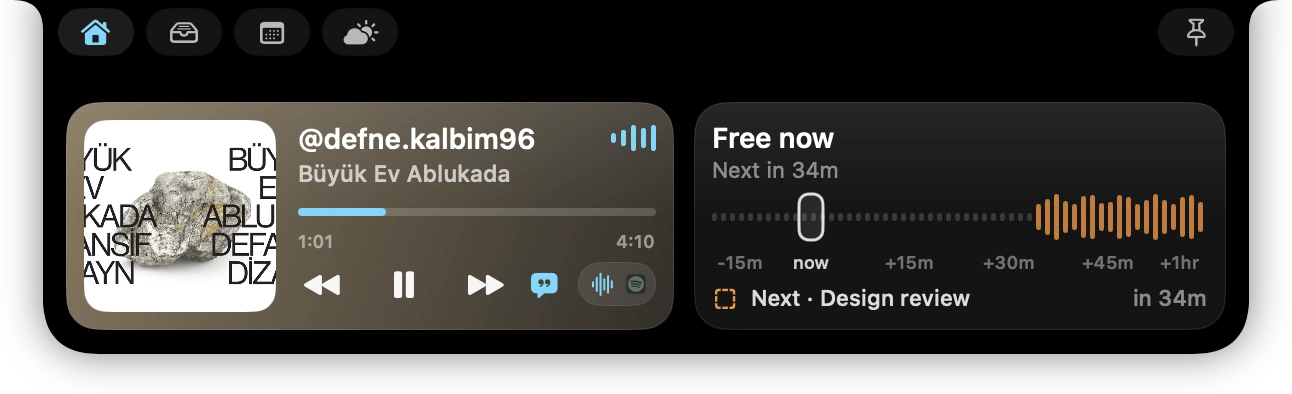 YÜK
BÜY
EV
E
KADA
ABLU
ANSIF
DEFA
AYN
DİZA
@defne.kalbim96
Büyük Ev Ablukada
1:01
4:10
Free now
Next in 34m
-15m
now
+15m
+30m
+45m
+1hr
Next · Design review
in 34m